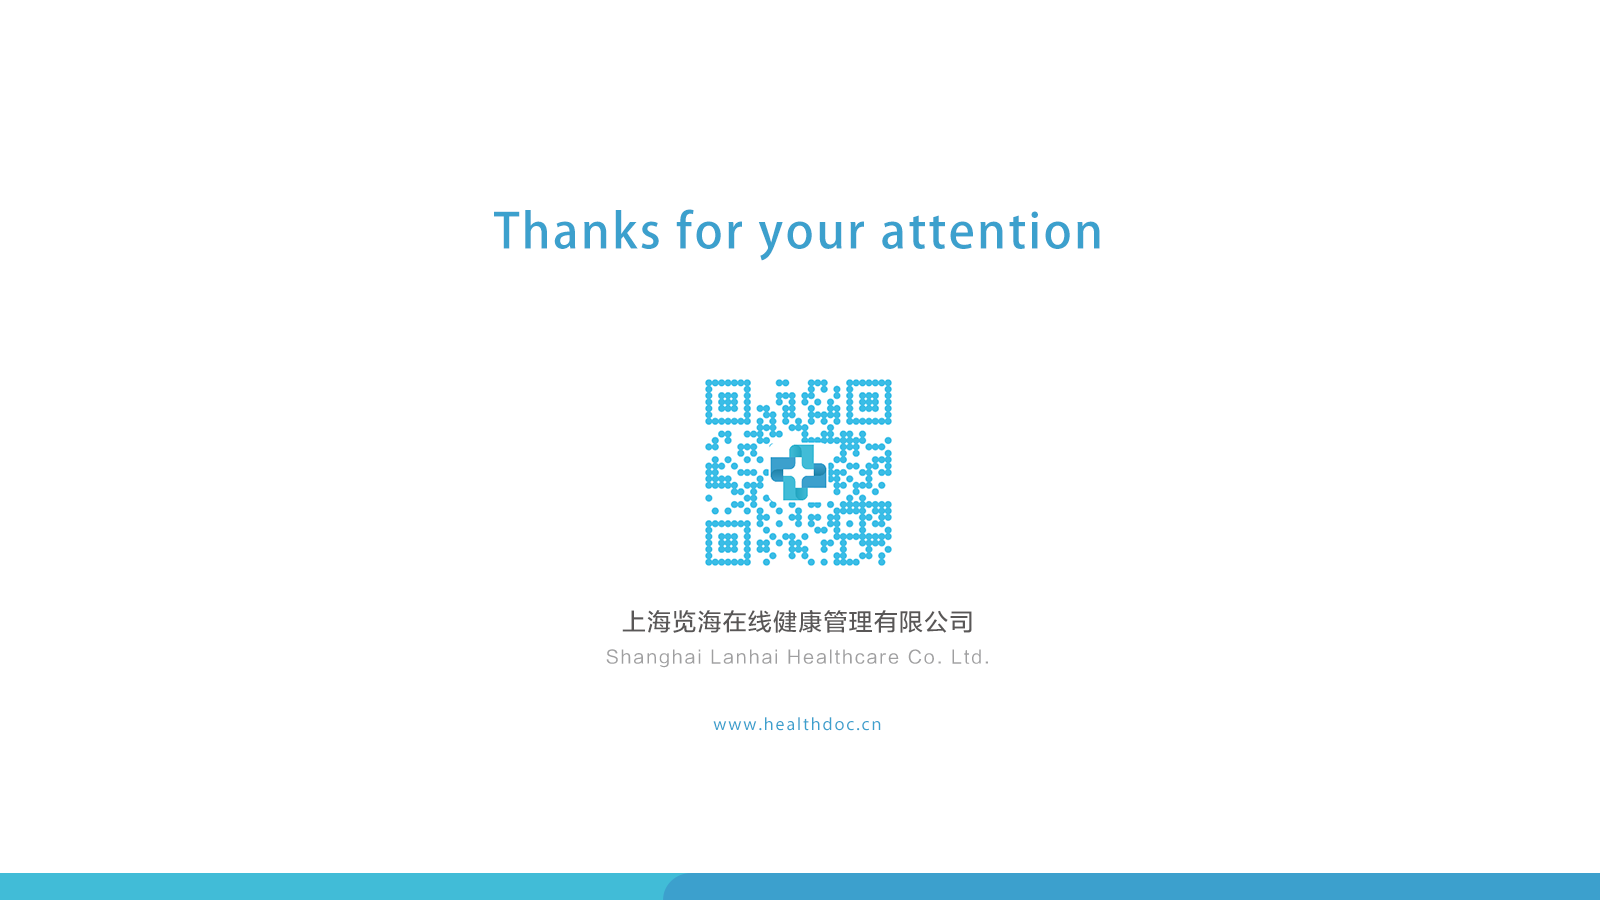 Thanks for your attention
上海览海在线健康管理有限公司
Shanghai Lanhai Healthcare Co. Ltd.
www.healthdoc.cn